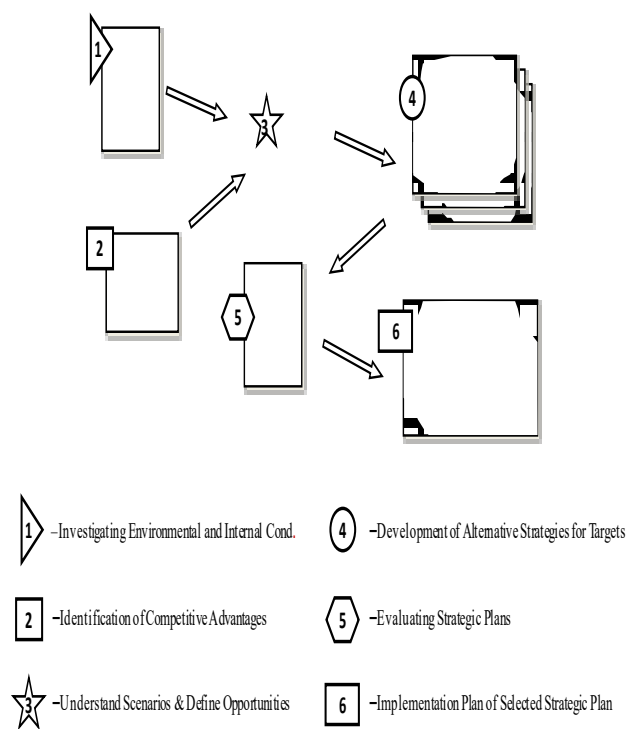 1
3
4
2
5
6
1 –Investigating Environmental and Internal Cond.
4 –Development of Alternative Strategies for Targets
2 –Identification of Competitive Advantages
5 –Evaluating Strategic Plans
3 –Understand Scenarios & Define Opportunities
6 –Implementation Plan of Selected Strategic Plan